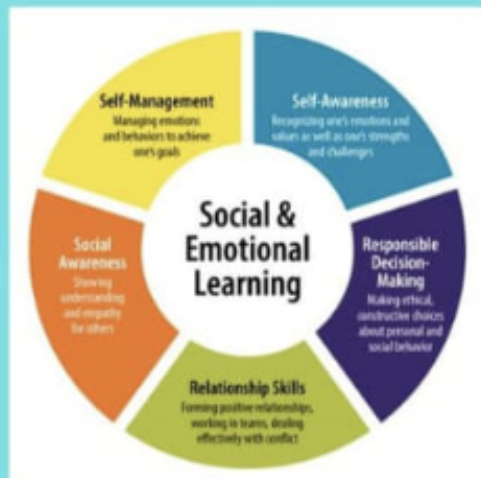 Social &
Emotional
Learning
Self-Management
Managing emotions
and behaviors to achieve
one's goals
Self-Awareness
Recognizing one's emotions and
values as well as one's strengths
and challenges
Social
Awareness
Showing
understanding
and empathy
for others
Responsible
Decision-
Making
Making ethical,
constructive choices
about personal and
social behavior
Relationship Skills
Forming positive relationships,
working in teams, dealing
effectively with conflict